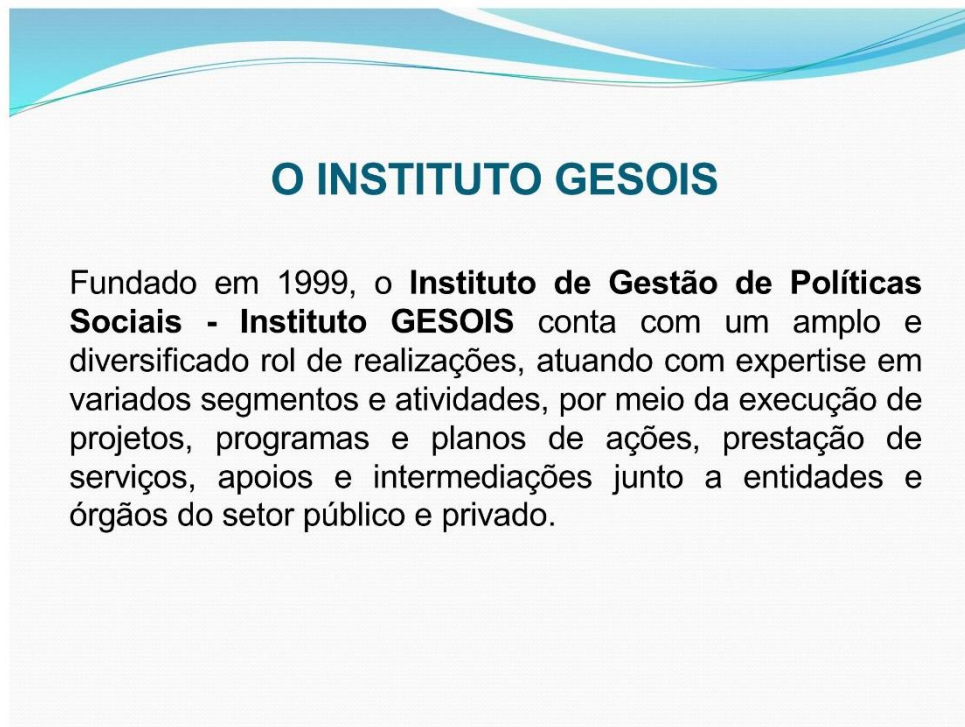 O INSTITUTO GESOIS
Fundado em 1999, o Instituto de Gestão de Políticas
Sociais - Instituto GESOIS conta com um amplo e
diversificado rol de realizações, atuando com expertise em
variados segmentos e atividades, por meio da execução de
projetos, programas e planos de ações, prestação de
serviços, apoios e intermediações junto a entidades e
órgãos do setor público e privado.